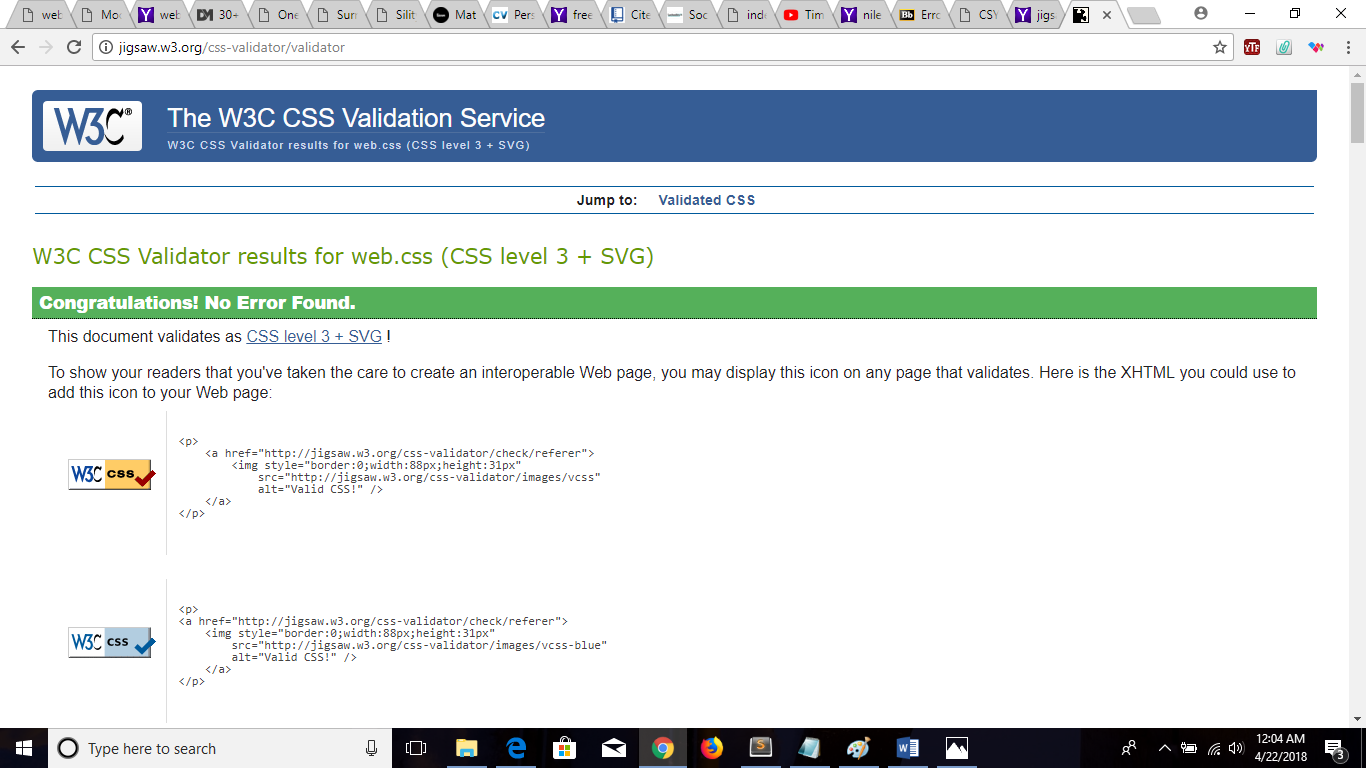 web Mo web 30+ One Surv Silit Mat CV Pers free Cite Soc ind Tim nile Bb Erro CSY jigs
jigsaw.w3.org/css-validator/validator
YTF
W3C®
The W3C CSS Validation Service
W3C CSS Validator results for web.css (CSS level 3 + SVG)
Jump to: Validated CSS
W3C CSS Validator results for web.css (CSS level 3 + SVG)
Congratulations! No Error Found.
This document validates as CSS level 3 + SVG !
To show your readers that you've taken the care to create an interoperable Web page, you may display this icon on any page that validates. Here is the XHTML you could use to
add this icon to your Web page:
W3C css
<p>
<a href="http://jigsaw.w3.org/css-validator/check/referer">
<img style="border:0;width:88px;height:31px"
src="http://jigsaw.w3.org/css-validator/images/vcss"
alt="Valid CSS!" />
</a>
</p>
W3C css
<p>
<a href="http://jigsaw.w3.org/css-validator/check/referer">
<img style="border:0;width:88px;height:31px"
src="http://jigsaw.w3.org/css-validator/images/vcss-blue"
alt="Valid CSS!" />
</a>
</p>
Type here to search
12:04 AM
4/22/2018
3